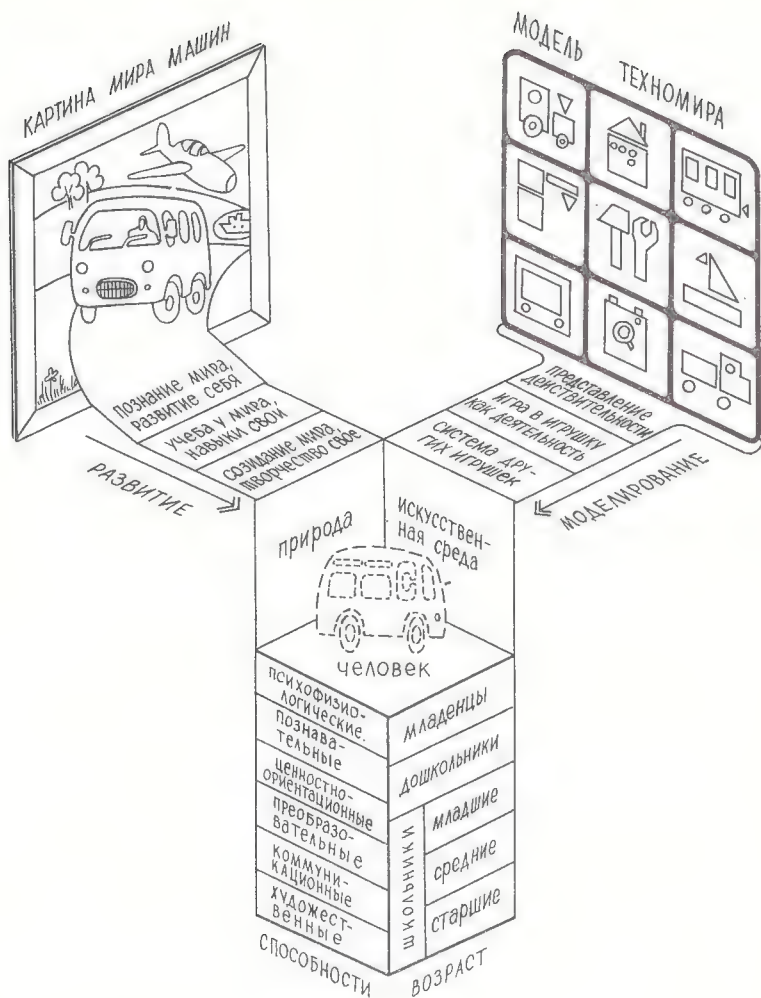 КАРТИНА МИРА МАШИН
МОДЕЛЬ ТЕХНОМИРА
ПОЗНАНИЕ МИРА,
РАЗВИТИЕ СЕБЯ
УЧЕБА У МИРА,
НАВЫКИ СВОИ
СОЗИДАНИЕ МИРА,
ТВОРЧЕСТВО СВОЕ
РАЗВИТИЕ
ПРЕДСТАВЛЕНИЕ
ДЕЙСТВИТЕЛЬНОСТИ
ИГРА В ИГРУШКУ
КАК ДЕЯТЕЛЬНОСТЬ
СИСТЕМА ДРУ-
ГИХ ИГРУШЕК
МОДЕЛИРОВАНИЕ
природа
ИСКУССТВЕН-
НАЯ среда
человек
ПСИХОФИЗИО-
ЛОГИЧЕСКИЕ.
ПОЗНАВА-
ТЕЛЬНЫЕ
ЦЕННОСТНО-
ОРИЕНТАЦИОННЫЕ
ПРЕОБРАЗО-
ВАТЕЛЬНЫЕ
КОММУНИ-
КАЦИОННЫЕ
ХУДОЖЕСТ-
ВЕННЫЕ
СПОСОБНОСТИ
младенцы
дошкольники
ШКОЛЬНИКИ
младшие
средние
старшие
ВОЗРАСТ